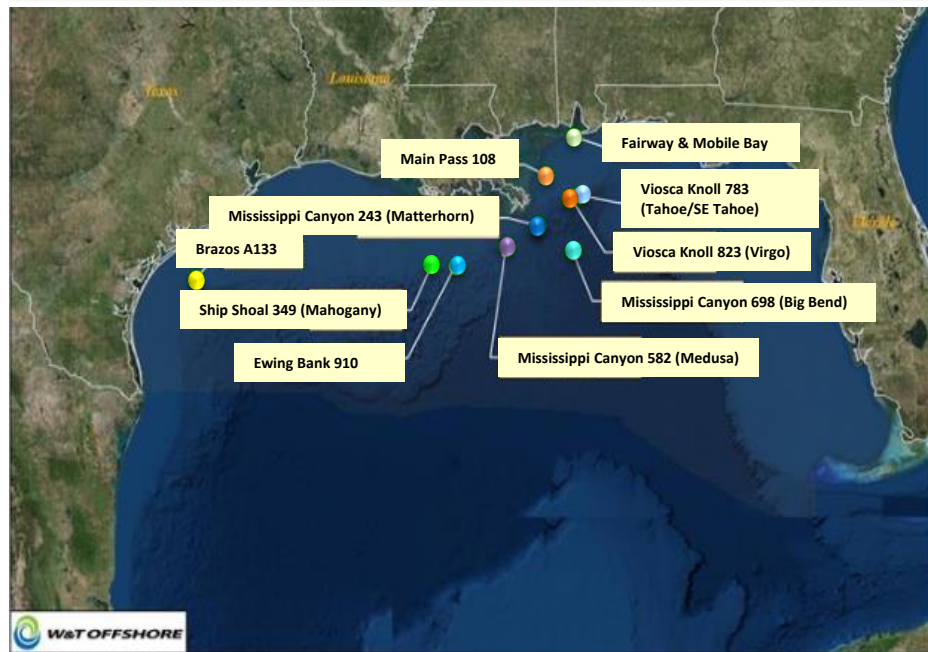 Texas
Louisiana
Florida
Fairway & Mobile Bay
Main Pass 108
Viosca Knoll 783
(Tahoe/SE Tahoe)
Mississippi Canyon 243 (Matterhorn)
Brazos A133
Viosca Knoll 823 (Virgo)
Ship Shoal 349 (Mahogany)
Mississippi Canyon 698 (Big Bend)
Ewing Bank 910
Mississippi Canyon 582 (Medusa)
W&T OFFSHORE